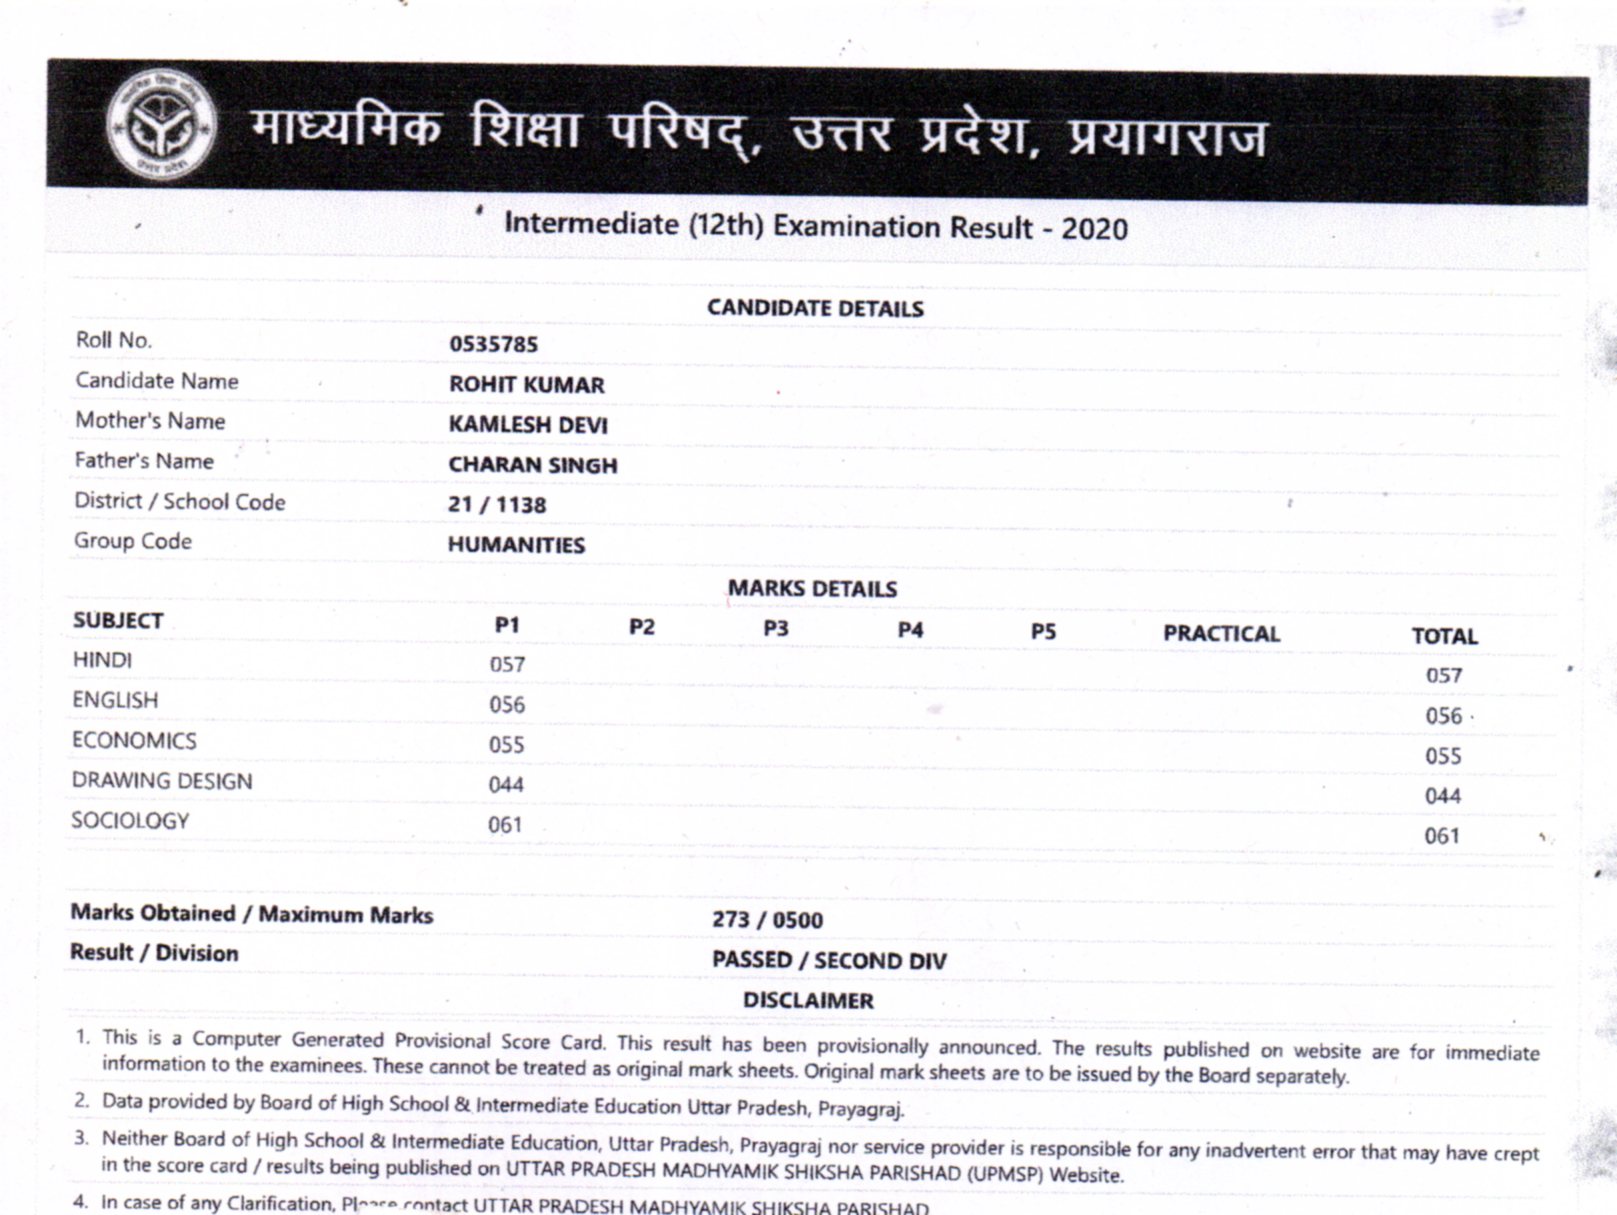 माध्यमिक शिक्षा परिषद्, उत्तर प्रदेश, प्रयागराज
Intermediate (12th) Examination Result - 2020
CANDIDATE DETAILS
Roll No. 0535785
Candidate Name ROHIT KUMAR
Mother's Name KAMLESH DEVI
Father's Name CHARAN SINGH
District / School Code 21 / 1138
Group Code HUMANITIES
MARKS DETAILS
SUBJECT P1 P2 P3 P4 P5 PRACTICAL TOTAL
HINDI 057 057
ENGLISH 056 056
ECONOMICS 055 055
DRAWING DESIGN 044 044
SOCIOLOGY 061 061
Marks Obtained / Maximum Marks 273 / 0500
Result / Division PASSED / SECOND DIV
DISCLAIMER
1. This is a Computer Generated Provisional Score Card. This result has been provisionally announced. The results published on website are for immediate
information to the examinees. These cannot be treated as original mark sheets. Original mark sheets are to be issued by the Board separately.
2. Data provided by Board of High School & Intermediate Education Uttar Pradesh, Prayagraj.
3. Neither Board of High School & Intermediate Education, Uttar Pradesh, Prayagraj nor service provider is responsible for any inadvertent error that may have crept
in the score card / results being published on UTTAR PRADESH MADHYAMIK SHIKSHA PARISHAD (UPMSP) Website.
4. In case of any Clarification, contact UTTAR PRADESH MADHYAMIK SHIKSHA PARISHAD